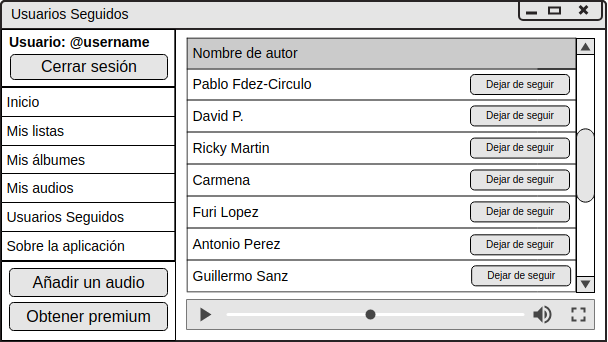 Usuarios Seguidos
Usuario: @username
Cerrar sesión
Inicio
Mis listas
Mis álbumes
Mis audios
Usuarios Seguidos
Sobre la aplicación
Añadir un audio
Obtener premium
Nombre de autor
Pablo Fdez-Circulo Dejar de seguir
David P. Dejar de seguir
Ricky Martin Dejar de seguir
Carmena Dejar de seguir
Furi Lopez Dejar de seguir
Antonio Perez Dejar de seguir
Guillermo Sanz Dejar de seguir